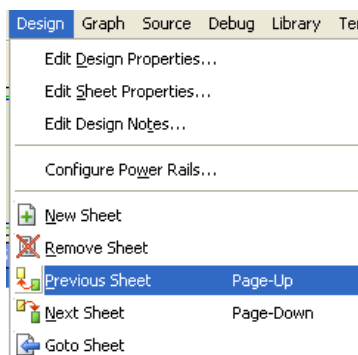 Design Graph Source Debug Library Te
Edit Design Properties...
Edit Sheet Properties...
Edit Design Notes...
Configure Power Rails...
New Sheet
Remove Sheet
Previous Sheet Page-Up
Next Sheet Page-Down
Goto Sheet